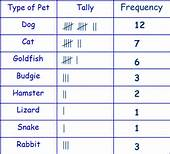 Type of Pet Tally Frequency
Dog 12
Cat 7
Goldfish 6
Budgie 3
Hamster 2
Lizard 1
Snake 1
Rabbit 3